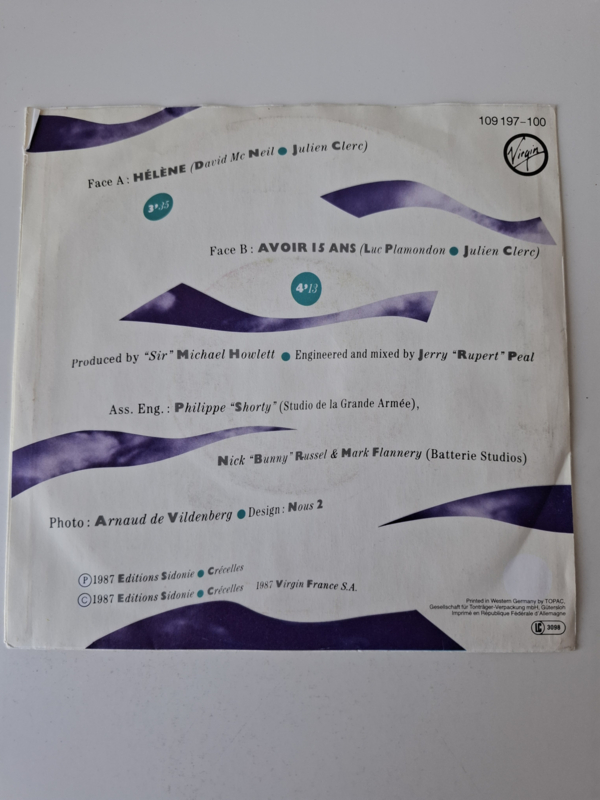 109 197-100
Virgin
Face A : HÉLÈNE (David Mc Neil ● Julien Clerc)
3'.35
Face B : AVOIR 15 ANS (Luc Plamondon ● Julien Clerc)
4'13
Produced by “Sir” Michael Howlett ● Engineered and mixed by Jerry “Rupert” Peal
Ass. Eng. : Philippe “Shorty” (Studio de la Grande Armée),
Nick “Bunny” Russel & Mark Flannery (Batterie Studios)
Photo : Arnaud de Vildenberg ● Design : Nous 2
Ⓟ 1987 Editions Sidonie ● Crécelles
Ⓒ 1987 Editions Sidonie ● Crécelles 1987 Virgin France S.A.
Printed in Western Germany by TOPAC,
Gesellschaft für Tonträger-Verpackung mbH, Gütersloh
Imprimé en République Fédérale d'Allemagne
LC 3098